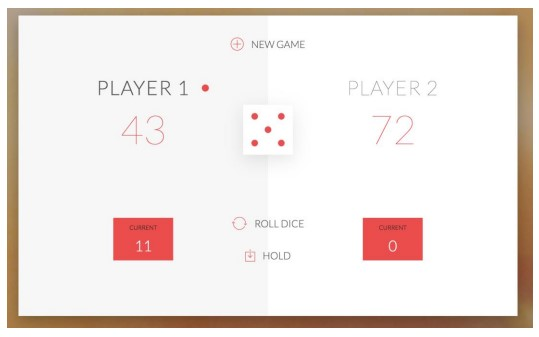 NEW GAME
PLAYER 1
PLAYER 2
43
72
ROLL DICE
CURRENT
11
CURRENT
0
HOLD